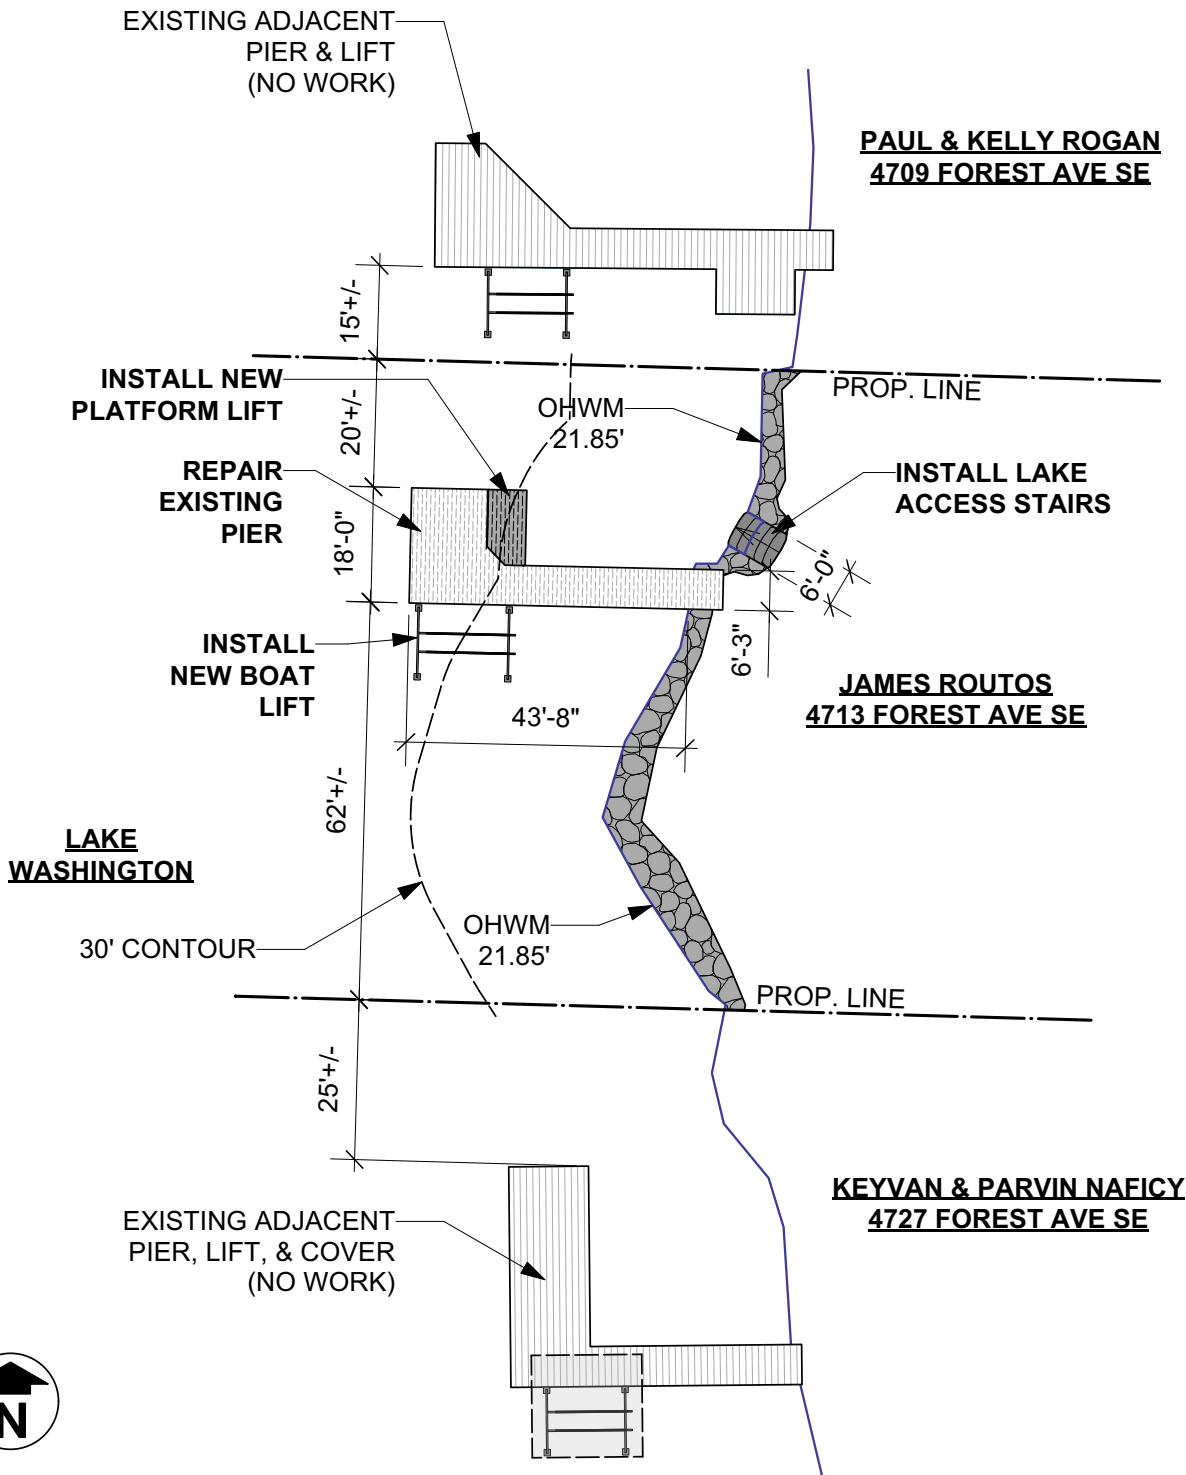 EXISTING ADJACENT
PIER & LIFT
(NO WORK)
PAUL & KELLY ROGAN
4709 FOREST AVE SE
15'+/-
INSTALL NEW
PLATFORM LIFT
PROP. LINE
OHWM
21.85'
20'+/-
REPAIR
EXISTING
PIER
INSTALL LAKE
ACCESS STAIRS
18'-0"
6'-0"
6'-3"
INSTALL
NEW BOAT
LIFT
JAMES ROUTOS
4713 FOREST AVE SE
43'-8"
62'+/-
LAKE
WASHINGTON
30' CONTOUR
OHWM
21.85'
PROP. LINE
25'+/-
KEYVAN & PARVIN NAFICY
4727 FOREST AVE SE
EXISTING ADJACENT
PIER, LIFT, & COVER
(NO WORK)
N